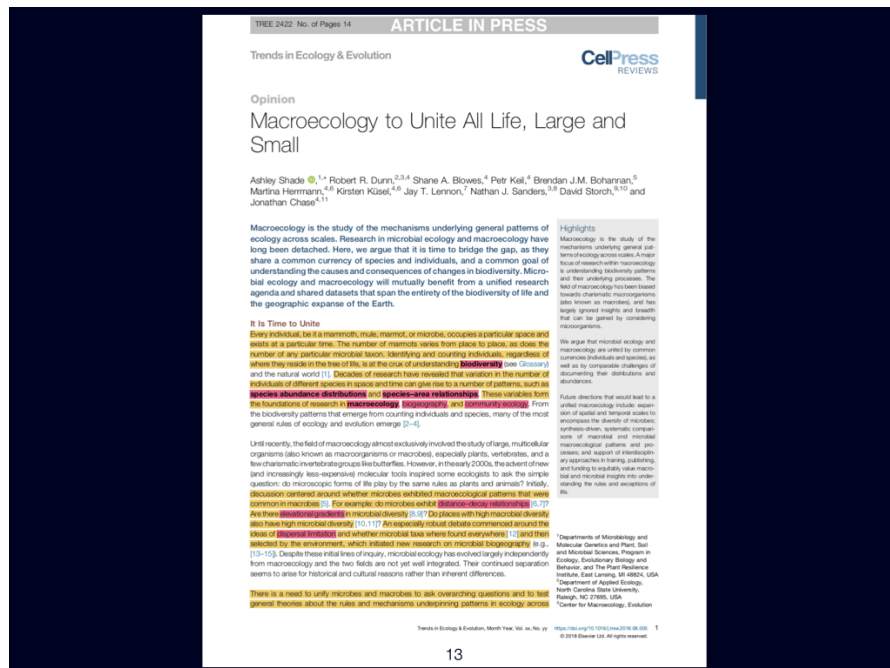 TREE 2422 No. of Pages 14
ARTICLE IN PRESS
Trends in Ecology & Evolution
CellPress
REVIEWS
Opinion
Macroecology to Unite All Life, Large and
Small
Ashley Shade ,1,* Robert R. Dunn,2,3,4 Shane A. Blowes,4 Petr Keil,4 Brendan J.M. Bohannan,5
Martina Herrmann,4,6 Kirsten Küsel,4,6 Jay T. Lennon,7 Nathan J. Sanders,3,8 David Storch,9,10 and
Jonathan Chase4,11
Macroecology is the study of the mechanisms underlying general patterns of
ecology across scales. Research in microbial ecology and macroecology have
long been detached. Here, we argue that it is time to bridge the gap, as they
share a common currency of species and individuals, and a common goal of
understanding the causes and consequences of changes in biodiversity. Micro-
bial ecology and macroecology will mutually benefit from a unified research
agenda and shared datasets that span the entirety of the biodiversity of life and
the geographic expanse of the Earth.
It Is Time to Unite
Every individual, be it a mammoth, mule, marmot, or microbe, occupies a particular space and
exists at a particular time. The number of marmots varies from place to place, as does the
number of any particular microbial taxon. Identifying and counting individuals, regardless of
where they reside in the tree of life, is at the crux of understanding biodiversity (see Glossary)
and the natural world [1]. Decades of research have revealed that variation in the number of
individuals of different species in space and time can give rise to a number of patterns, such as
species abundance distributions and species–area relationships. These variables form
the foundations of research in macroecology, biogeography, and community ecology. From
the biodiversity patterns that emerge from counting individuals and species, many of the most
general rules of ecology and evolution emerge [2–4].
Until recently, the field of macroecology almost exclusively involved the study of large, multicellular
organisms (also known as macroorganisms or macrobes), especially plants, vertebrates, and a
few charismatic invertebrate groups like butterflies. However, in the early 2000s, the advent of new
(and increasingly less-expensive) molecular tools inspired some ecologists to ask the simple
question: do microscopic forms of life play by the same rules as plants and animals? Initially,
discussion centered around whether microbes exhibited macroecological patterns that were
common in macrobes [5]. For example: do microbes exhibit distance–decay relationships [6,7]?
Are there elevational gradients in microbial diversity [8,9]? Do places with high macrobial diversity
also have high microbial diversity [10,11]? An especially robust debate commenced around the
ideas of dispersal limitation and whether microbial taxa where found everywhere [12] and then
selected by the environment, which initiated new research on microbial biogeography (e.g.,
[13–15]). Despite these initial lines of inquiry, microbial ecology has evolved largely independently
from macroecology and the two fields are not yet well integrated. Their continued separation
seems to arise for historical and cultural reasons rather than inherent differences.
There is a need to unify microbes and macrobes to ask overarching questions and to test
general theories about the rules and mechanisms underpinning patterns in ecology across
Highlights
Macroecology is the study of the
mechanisms underlying general pat-
terns of ecology across scales. A major
focus of research within macroecology
is understanding biodiversity patterns
and their underlying processes. The
field of macroecology has been biased
towards charismatic macroorganisms
(also known as macrobes), and has
largely ignored insights and breadth
that can be gained by considering
microorganisms.
We argue that microbial ecology and
macroecology are unified by common
currencies (individuals and species), as
well as by comparable challenges of
documenting their distributions and
abundances.
Future directions that would lead to a
unified macroecology include: expan-
sion of spatial and temporal scales to
encompass the diversity of microbes;
synthesis-driven, systematic compari-
sons of macrobial and microbial
macroecological patterns and pro-
cesses; and support of interdisciplin-
ary approaches in training, publishing,
and funding to equitably value macro-
bial and microbial insights into under-
standing the rules and exceptions of
life.
1Departments of Microbiology and
Molecular Genetics and Plant, Soil
and Microbial Sciences, Program in
Ecology, Evolutionary Biology and
Behavior, and The Plant Resilience
Institute, East Lansing, MI 48824, USA
2Department of Applied Ecology,
North Carolina State University,
Raleigh, NC 27695, USA
3Center for Macroecology, Evolution
Trends in Ecology & Evolution, Month Year, Vol. xx, No. yy
https://doi.org/10.1016/j.tree.2018.08.005 1
© 2018 Elsevier Ltd. All rights reserved.
13